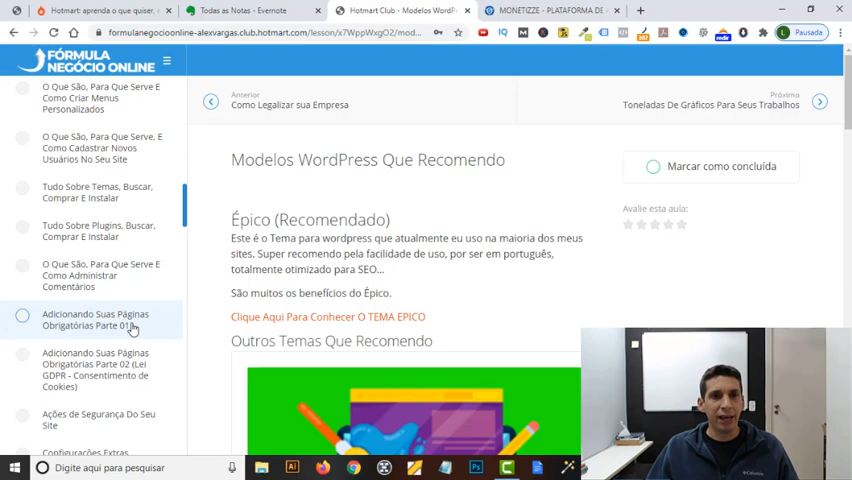 Hotmart: aprenda o que quiser, c
Todas as Notas - Evernote
Hotmart Club - Modelos WordPr
MONETIZZE - PLATAFORMA DE
formulanegocioonline-alexvargas.club.hotmart.com/lesson/x7WppWxgO2/mod...
Pausada
FÓRMULA
NEGÓCIO ONLINE
O Que São, Para Que Serve E
Como Criar Menus
Personalizados
O Que São, Para Que Serve, E
Como Cadastrar Novos
Usuários No Seu Site
Tudo Sobre Temas, Buscar,
Comprar E Instalar
Tudo Sobre Plugins, Buscar,
Comprar E Instalar
O Que São, Para Que Serve E
Como Administrar
Comentários
Adicionando Suas Páginas
Obrigatórias Parte 01
Adicionando Suas Páginas
Obrigatórias Parte 02 (Lei
GDPR - Consentimento de
Cookies)
Ações de Segurança Do Seu
Site
Configurações Extras
Anterior
Como Legalizar sua Empresa
Próximo
Toneladas De Gráficos Para Seus Trabalhos
Modelos WordPress Que Recomendo
Marcar como concluída
Avalie esta aula:
Épico (Recomendado)
Este é o Tema para wordpress que atualmente eu uso na maioria dos meus
sites. Super recomendo pela facilidade de uso, por ser em português,
totalmente otimizado para SEO...
São muitos os benefícios do Épico.
Clique Aqui Para Conhecer O TEMA EPICO
Outros Temas Que Recomendo
Digite aqui para pesquisar